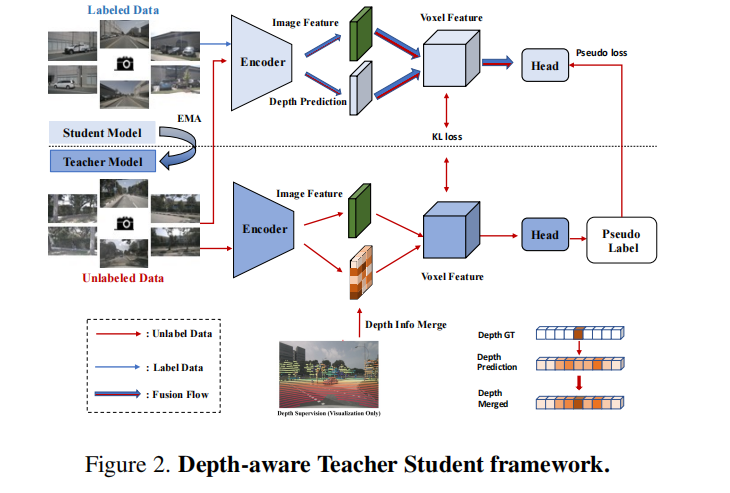 Labeled Data
Image Feature
Voxel Feature
Encoder
Head
Pseudo loss
Depth Prediction
EMA
Student Model
KL loss
Teacher Model
Image Feature
Encoder
Head
Pseudo
Label
Voxel Feature
Unlabeled Data
Depth Info Merge
: Unlabel Data
: Label Data
: Fusion Flow
Depth Supervision (Visualization Only)
Depth GT
Depth
Prediction
Depth
Merged
Figure 2. Depth-aware Teacher Student framework.